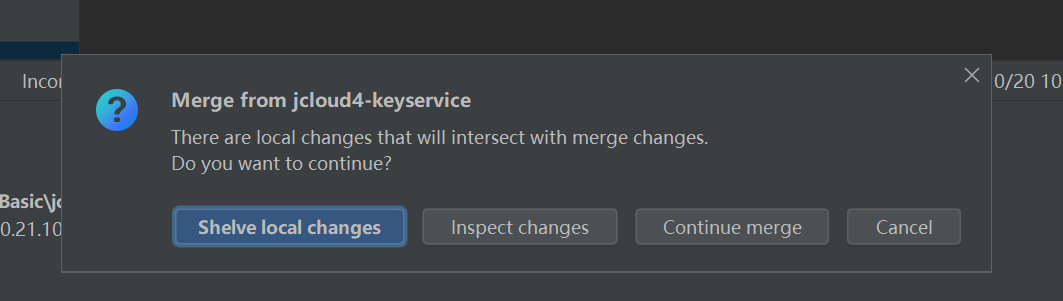 Merge from jcloud4-keyservice
There are local changes that will intersect with merge changes.
Do you want to continue?
Shelve local changes
Inspect changes
Continue merge
Cancel
Incor
0/20 10
Basic\jc
0.21.10